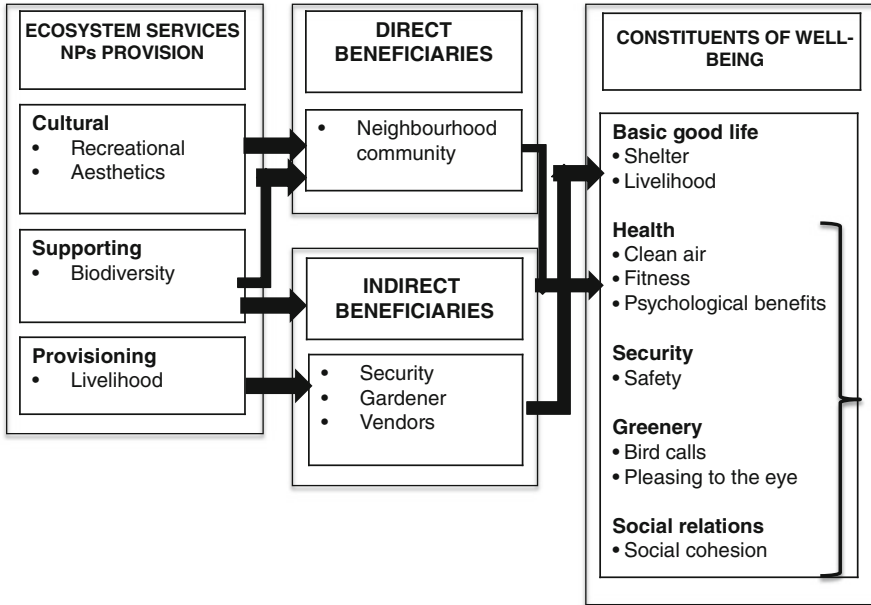 ECOSYSTEM SERVICES
NPs PROVISION
Cultural
• Recreational
• Aesthetics
Supporting
• Biodiversity
Provisioning
• Livelihood
DIRECT
BENEFICIARIES
• Neighbourhood
community
INDIRECT
BENEFICIARIES
• Security
• Gardener
• Vendors
CONSTITUENTS OF WELL-
BEING
Basic good life
• Shelter
• Livelihood
Health
• Clean air
• Fitness
• Psychological benefits
Security
• Safety
Greenery
• Bird calls
• Pleasing to the eye
Social relations
• Social cohesion